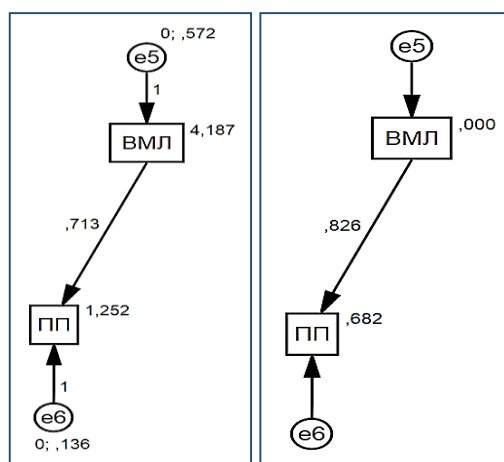 0; ,572
e5
1
ВМЛ
4,187
,713
1,252
ПП
1
e6
0; ,136
e5
ВМЛ
,000
,826
ПП
,682
e6